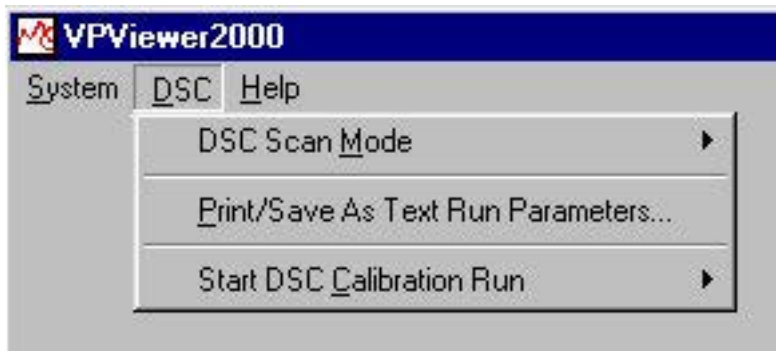 VPViewer2000
System DSC Help
DSC Scan Mode
Print/Save As Text Run Parameters...
Start DSC Calibration Run